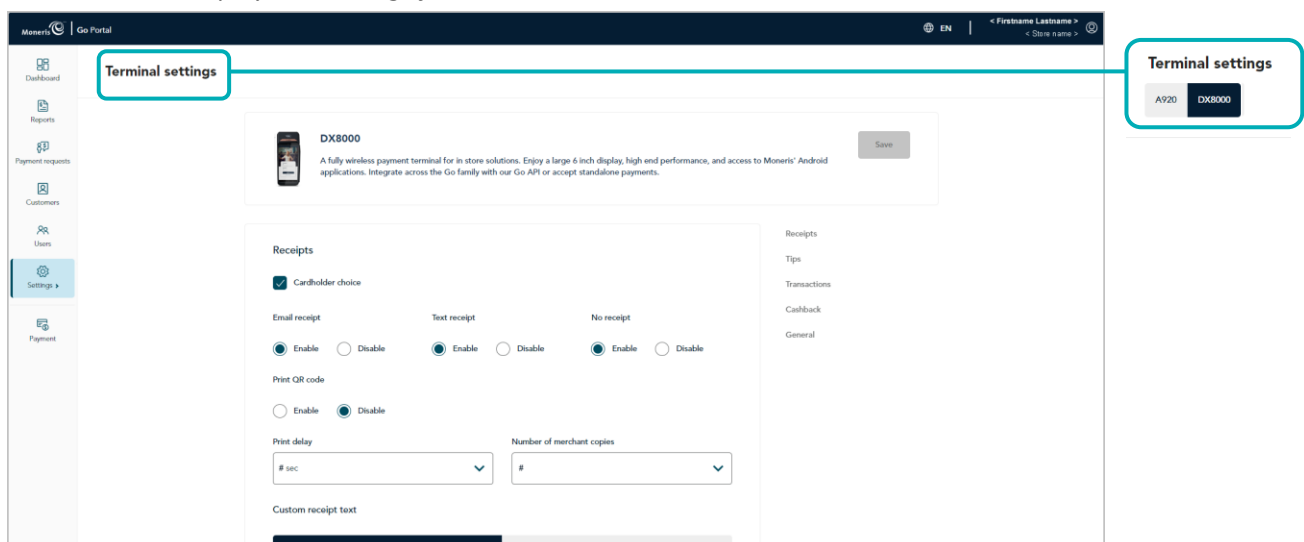 Moneris Go Portal
EN
< Firstname Lastname >
< Store name >
Dashboard
Reports
Payment requests
Customers
Users
Settings
Payment
Terminal settings
Terminal settings
A920 DX8000
DX8000
A fully wireless payment terminal for in store solutions. Enjoy a large 6 inch display, high end performance, and access to Moneris' Android
applications. Integrate across the Go family with our Go API or accept standalone payments.
Save
Receipts
Cardholder choice
Email receipt Text receipt No receipt
Enable Disable Enable Disable Enable Disable
Print QR code
Enable Disable
Print delay Number of merchant copies
# sec #
Custom receipt text
Receipts
Tips
Transactions
Cashback
General